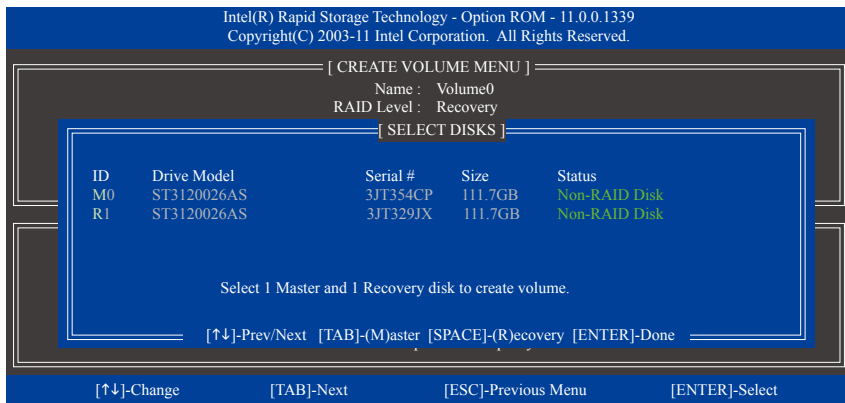 Intel(R) Rapid Storage Technology - Option ROM - 11.0.0.1339
Copyright(C) 2003-11 Intel Corporation. All Rights Reserved.
[ CREATE VOLUME MENU ]
Name : Volume0
RAID Level : Recovery
[ SELECT DISKS ]
ID Drive Model Serial # Size Status
M0 ST3120026AS 3JT354CP 111.7GB Non-RAID Disk
R1 ST3120026AS 3JT329JX 111.7GB Non-RAID Disk
Select 1 Master and 1 Recovery disk to create volume.
[↑↓]-Prev/Next [TAB]-(M)aster [SPACE]-(R)ecovery [ENTER]-Done
[↑↓]-Change [TAB]-Next [ESC]-Previous Menu [ENTER]-Select